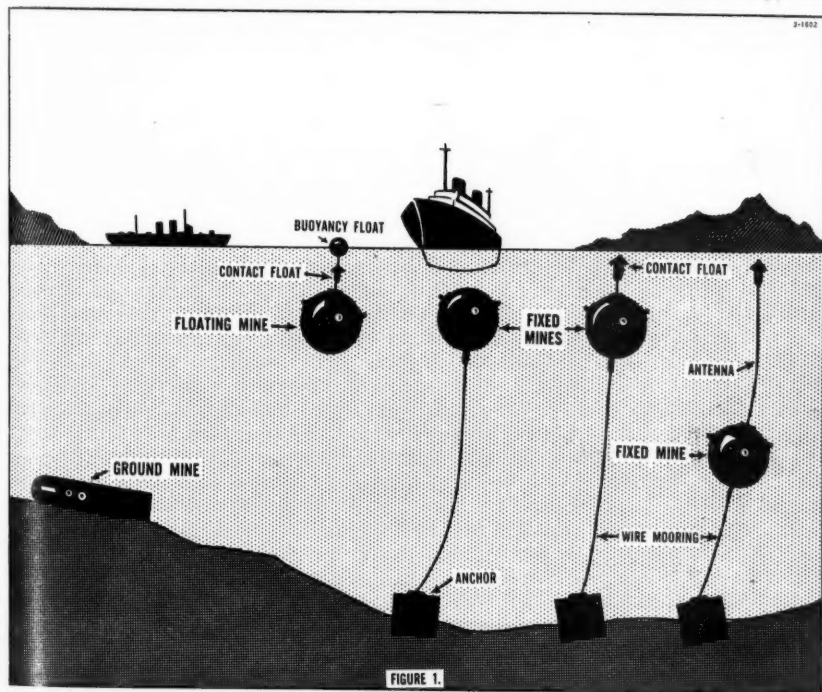 3-1602
BUOYANCY FLOAT
CONTACT FLOAT
CONTACT FLOAT
FLOATING MINE
FIXED
MINES
ANTENNA
FIXED MINE
GROUND MINE
WIRE MOORING
ANCHOR
FIGURE 1.